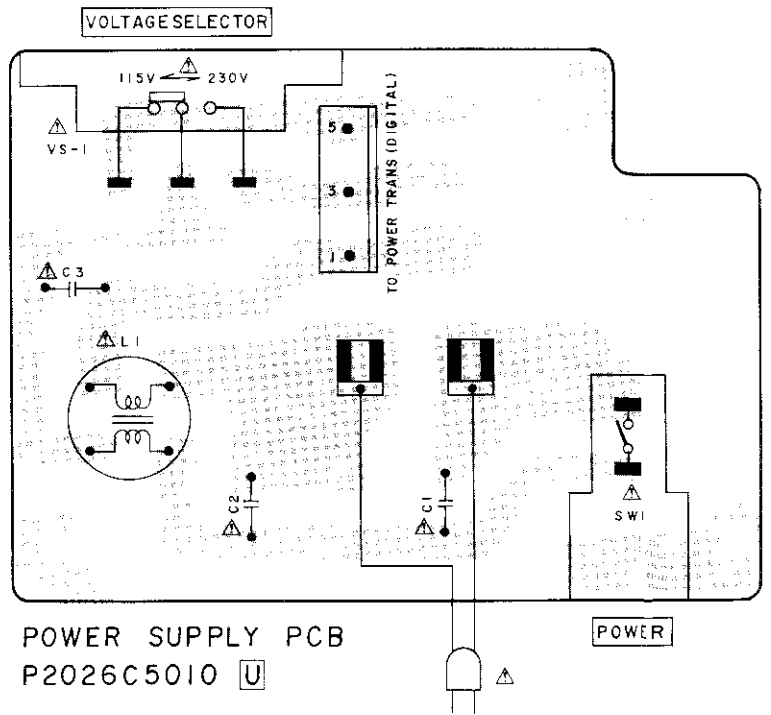 VOLTAGE SELECTOR
115V 230V
VS-1
5
3
1
TO POWER TRANS (DIGITAL)
C3
L1
C2
C1
SW1
POWER
POWER SUPPLY PCB
P2026C5010 U